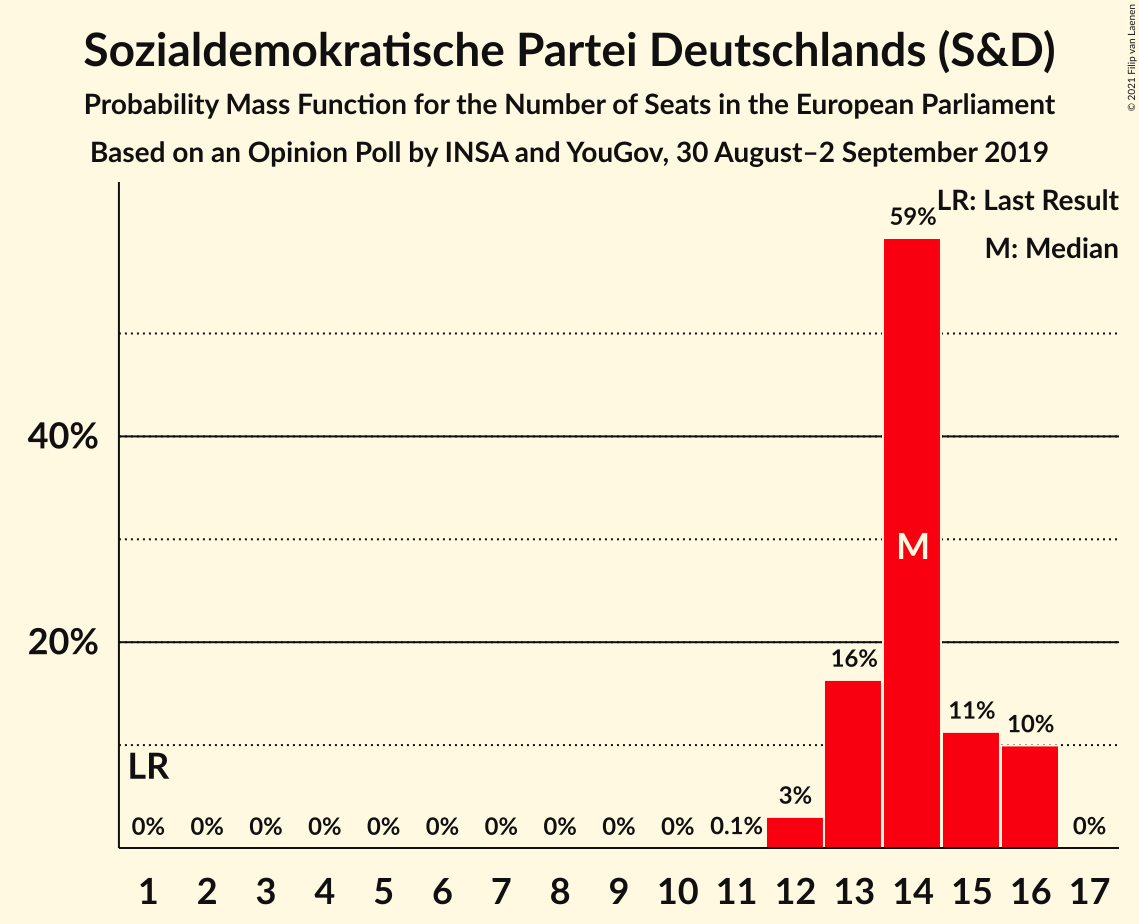 Sozialdemokratische Partei Deutschlands (S&D)
Probability Mass Function for the Number of Seats in the European Parliament
Based on an Opinion Poll by INSA and YouGov, 30 August–2 September 2019
© 2021 Filip van Laenen
LR: Last Result
M: Median
59%
40%
M
20%
16%
11%
10%
LR
3%
0% 0% 0% 0% 0% 0% 0% 0% 0% 0% 0.1% 0%
1 2 3 4 5 6 7 8 9 10 11 12 13 14 15 16 17